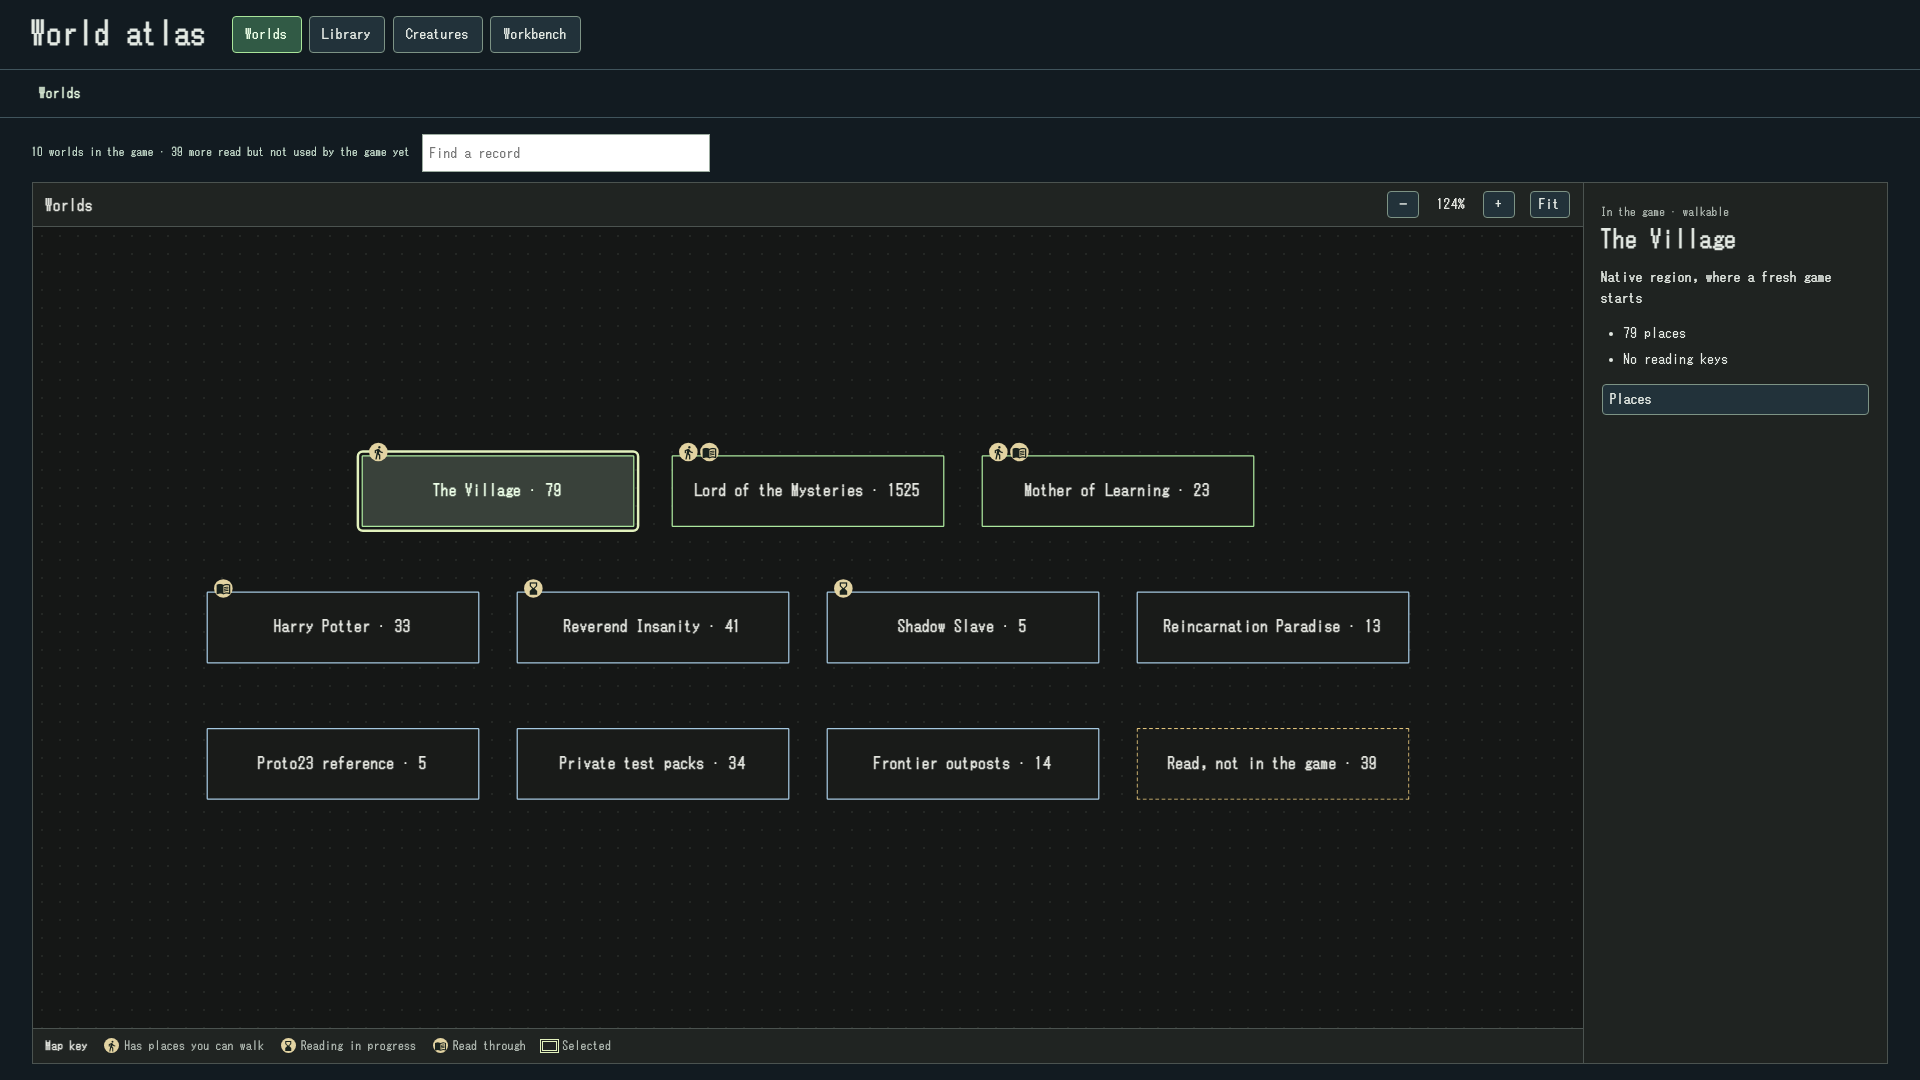 World atlas
Worlds
Library
Creatures
Workbench
Worlds
10 worlds in the game · 39 more read but not used by the game yet
Find a record
Worlds
−
124%
+
Fit
In the game · walkable
The Village
Native region, where a fresh game
starts
• 79 places
• No reading keys
Places
The Village · 79
Lord of the Mysteries · 1525
Mother of Learning · 23
Harry Potter · 33
Reverend Insanity · 41
Shadow Slave · 5
Reincarnation Paradise · 13
Proto23 reference · 5
Private test packs · 34
Frontier outposts · 14
Read, not in the game · 39
Map key
Has places you can walk
Reading in progress
Read through
Selected